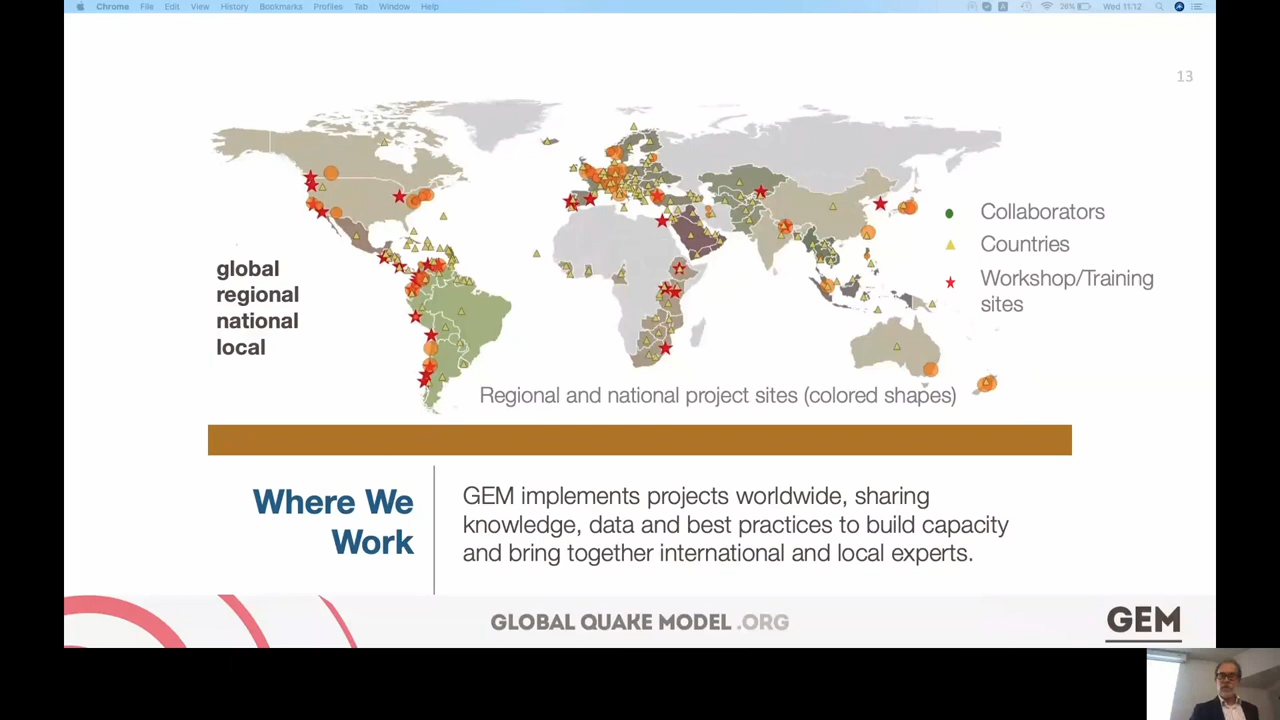 Chrome File Edit View History Bookmarks Profiles Tab Window Help
26% Wed 11:12
13
Collaborators
Countries
Workshop/Training
sites
global
regional
national
local
Regional and national project sites (colored shapes)
Where We
Work
GEM implements projects worldwide, sharing
knowledge, data and best practices to build capacity
and bring together international and local experts.
GLOBAL QUAKE MODEL .ORG
GEM